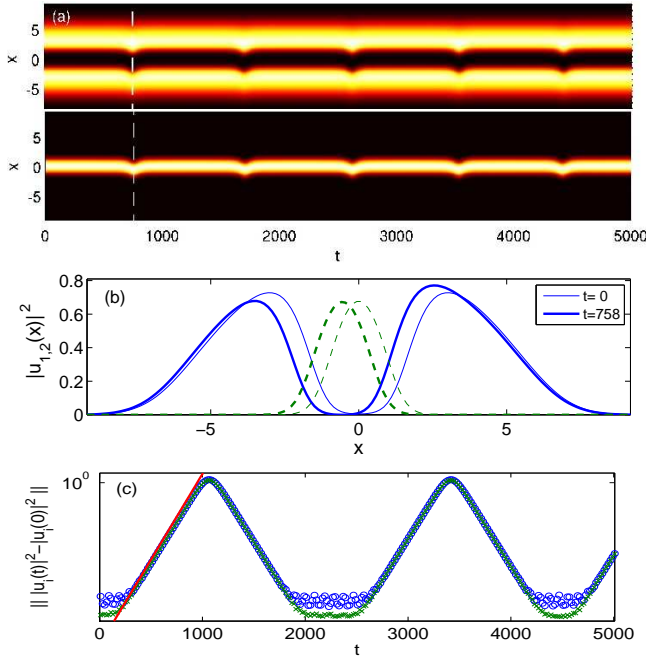 (a)
x
5
0
-5
x
5
0
-5
0 1000 2000 3000 4000 5000
t
(b)
|u1,2(x)|²
0.8
0.6
0.4
0.2
0
−5 0 5
x
t= 0
t=758
(c)
|| |ui(t)|²−|ui(0)|² ||
10⁰
0 1000 2000 3000 4000 5000
t